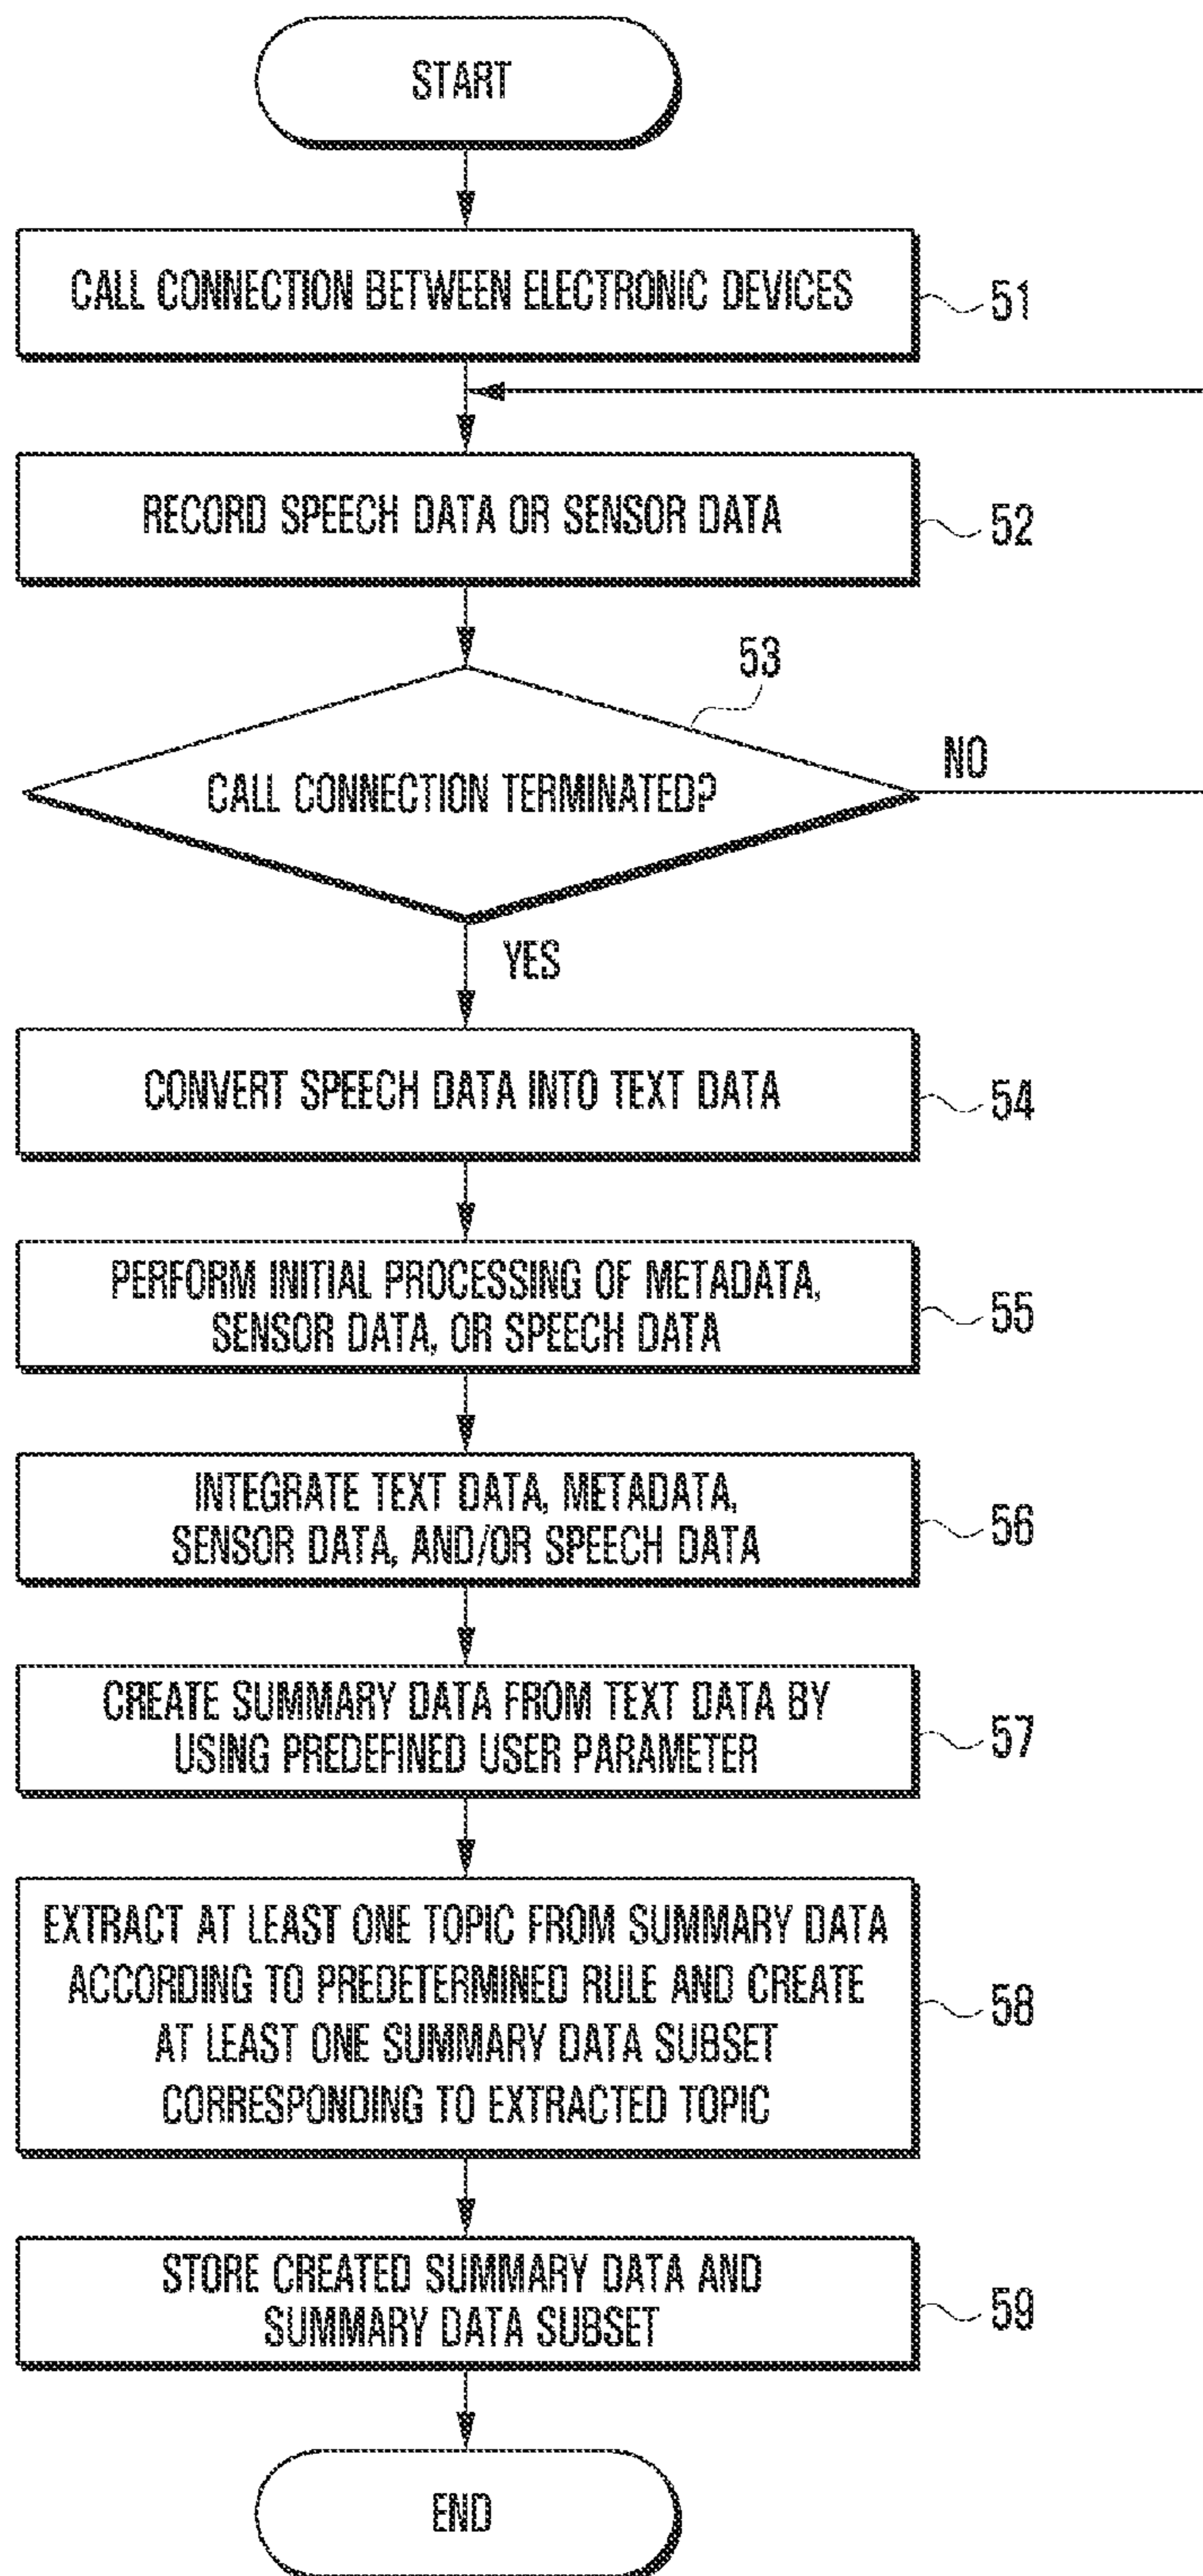 START
CALL CONNECTION BETWEEN ELECTRONIC DEVICES
51
RECORD SPEECH DATA OR SENSOR DATA
52
53
CALL CONNECTION TERMINATED?
NO
YES
CONVERT SPEECH DATA INTO TEXT DATA
54
PERFORM INITIAL PROCESSING OF METADATA,
SENSOR DATA, OR SPEECH DATA
55
INTEGRATE TEXT DATA, METADATA,
SENSOR DATA, AND/OR SPEECH DATA
56
CREATE SUMMARY DATA FROM TEXT DATA BY
USING PREDEFINED USER PARAMETER
57
EXTRACT AT LEAST ONE TOPIC FROM SUMMARY DATA
ACCORDING TO PREDETERMINED RULE AND CREATE
AT LEAST ONE SUMMARY DATA SUBSET
CORRESPONDING TO EXTRACTED TOPIC
58
STORE CREATED SUMMARY DATA AND
SUMMARY DATA SUBSET
59
END